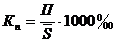 Kп = П / S̄ · 1000‰